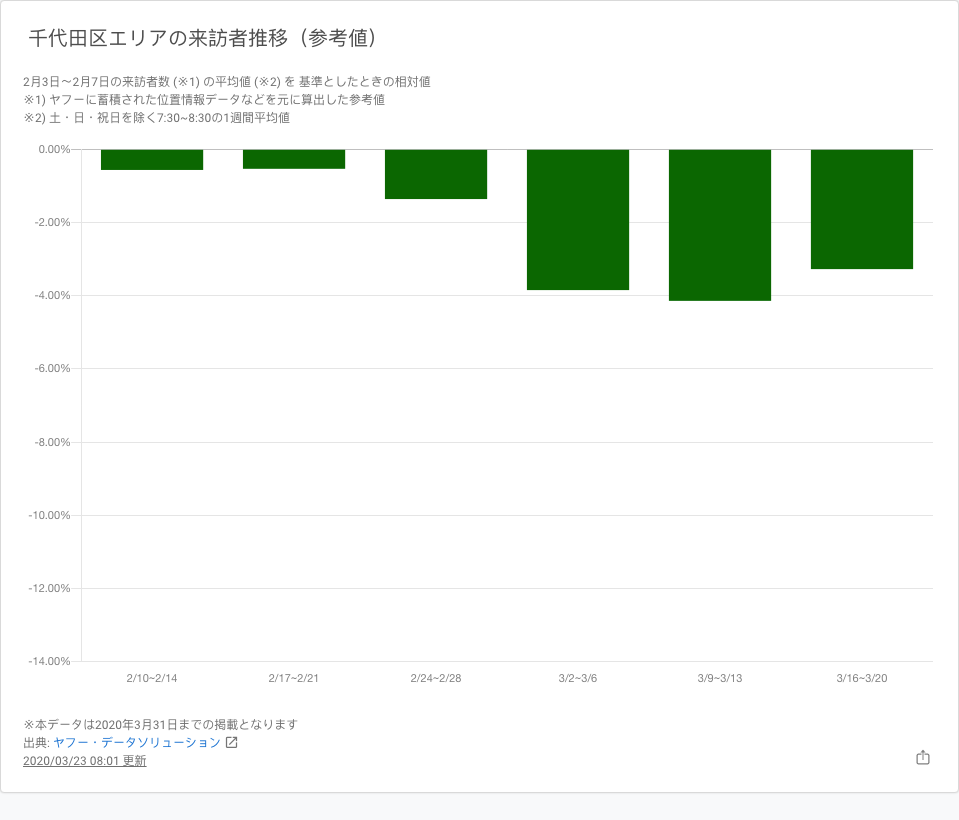 千代田区エリアの来訪者推移（参考値）
2月3日～2月7日の来訪者数 (※1) の平均値 (※2) を 基準としたときの相対値
※1) ヤフーに蓄積された位置情報データなどを元に算出した参考値
※2) 土・日・祝日を除く7:30~8:30の1週間平均値
0.00%
-2.00%
-4.00%
-6.00%
-8.00%
-10.00%
-12.00%
-14.00%
2/10~2/14 2/17~2/21 2/24~2/28 3/2~3/6 3/9~3/13 3/16~3/20
※本データは2020年3月31日までの掲載となります
出典: ヤフー・データソリューション
2020/03/23 08:01 更新